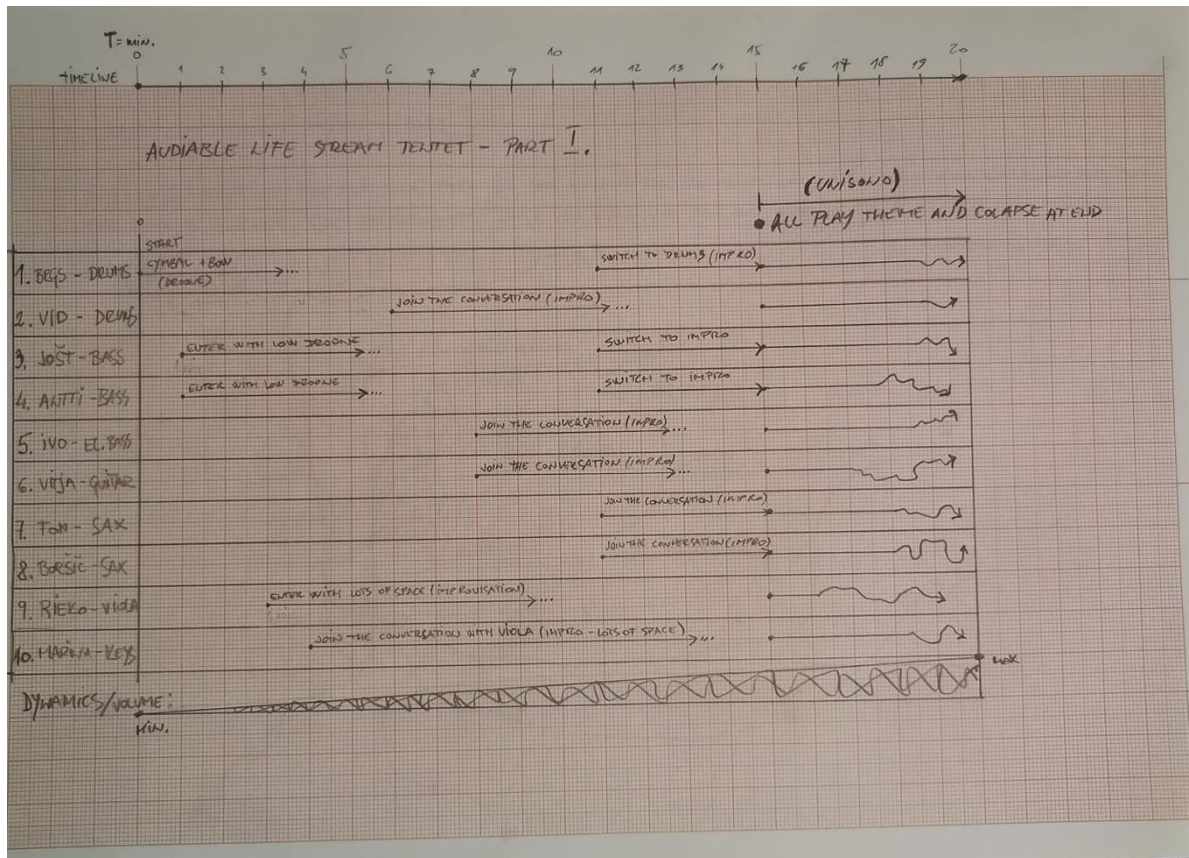 T=min.
0 5 10 15 20
TIMELINE 1 2 3 4 6 7 8 9 11 12 13 14 16 17 18 19
AUDIABLE LIFE STREAM TENTET - PART I.
(UNISONO)
0
ALL PLAY THEME AND COLAPSE AT END
START
1. BRGS - DRUMS CYMBAL + BOW ... SWITCH TO DRUMS (IMPRO)
(DROONE)
2. VID - DRUMS JOIN THE CONVERSATION (IMPRO) ...
3. JOŠT - BASS ENTER WITH LOW DROONE ... SWITCH TO IMPRO
4. ANTTI - BASS ENTER WITH LOW DROONE ... SWITCH TO IMPRO
5. IVO - EL. BASS JOIN THE CONVERSATION (IMPRO) ...
6. VOJA - GUITAR JOIN THE CONVERSATION (IMPRO) ...
7. TON - SAX JOIN THE CONVERSATION (IMPRO)
8. BORŠIČ - SAX JOIN THE CONVERSATION (IMPRO)
9. RIEKO - VIOLA ENTER WITH LOTS OF SPACE (IMPROVISATION) ...
10. MARINA - KEYS JOIN THE CONVERSATION WITH VIOLA (IMPRO - LOTS OF SPACE) ...
MAX
DYNAMICS/VOLUME:
MIN.